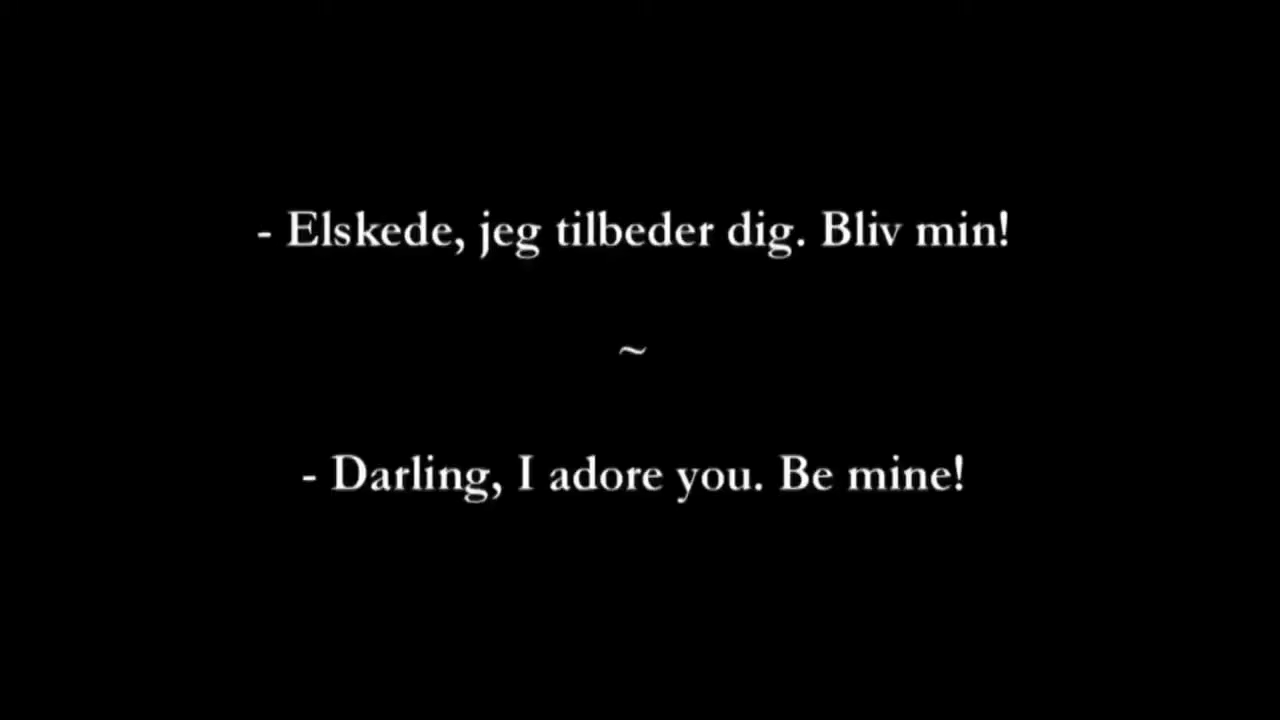 - Elskede, jeg tilbeder dig. Bliv min!
~
- Darling, I adore you. Be mine!